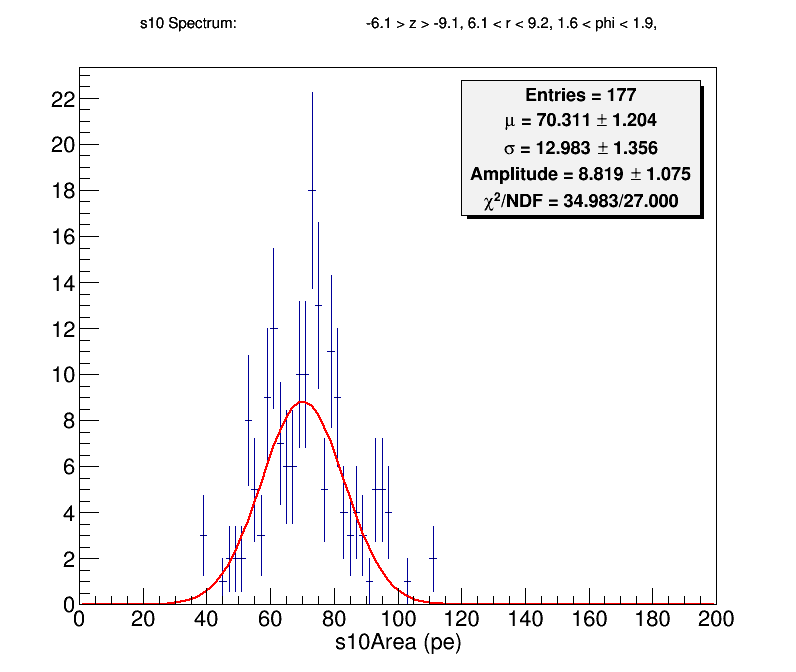 s10 Spectrum: -6.1 > z > -9.1, 6.1 < r < 9.2, 1.6 < phi < 1.9,
Entries = 177
μ = 70.311 ± 1.204
σ = 12.983 ± 1.356
Amplitude = 8.819 ± 1.075
χ²/NDF = 34.983/27.000
22
20
18
16
14
12
10
8
6
4
2
0
0 20 40 60 80 100 120 140 160 180 200
s10Area (pe)